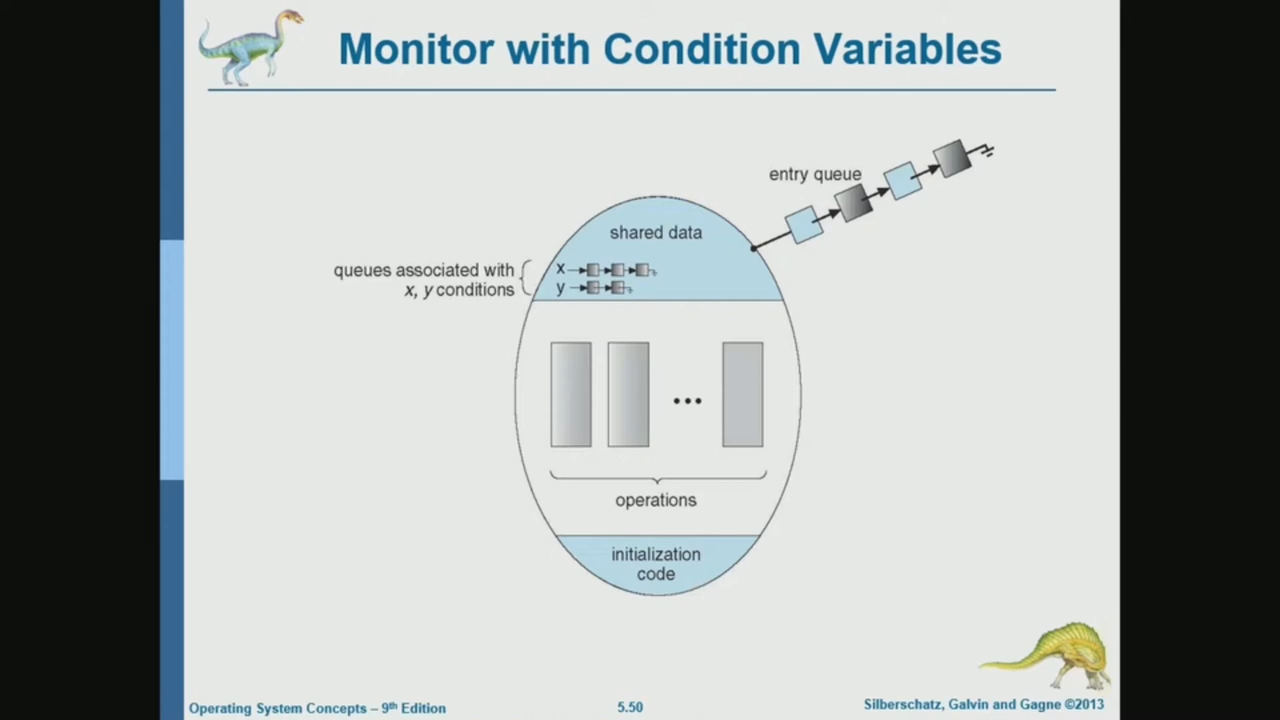 Monitor with Condition Variables
entry queue
shared data
queues associated with
x, y conditions
x
y
•••
operations
initialization
code
Operating System Concepts – 9th Edition
5.50
Silberschatz, Galvin and Gagne ©2013